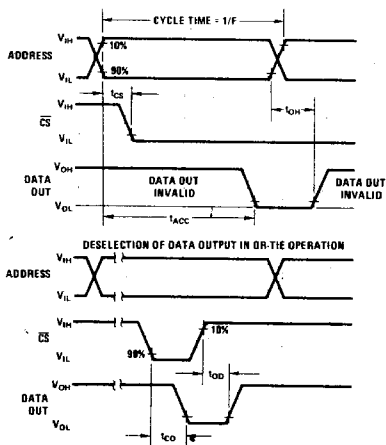 CYCLE TIME = 1/F
ADDRESS
VIH
10%
VIL
90%
tCS
tOH
CS
VIH
VIL
DATA OUT
VOH
DATA OUT INVALID
DATA OUT INVALID
VOL
tACC
DESELECTION OF DATA OUTPUT IN OR-TIE OPERATION
ADDRESS
VIH
VIL
CS
VIH
10%
VIL
90%
tOD
DATA OUT
VOH
VOL
tCO